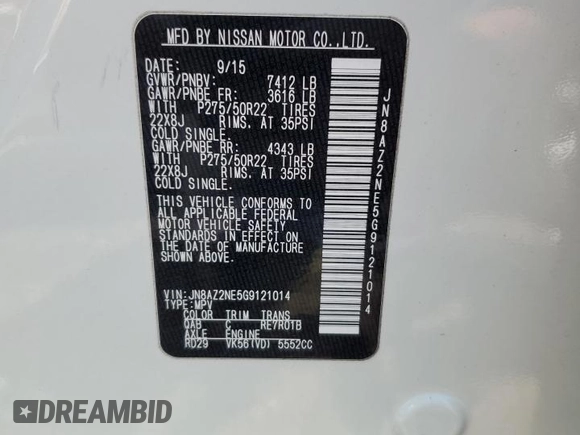 MFD BY NISSAN MOTOR CO.,LTD.
DATE: 9/15
GVWR/PNBV: 7412 LB
GAWR/PNBE FR: 3616 LB
WITH P275/50R22 TIRES
22X8J RIMS. AT 35PSI
COLD SINGLE.
GAWR/PNBE RR: 4343 LB
WITH P275/50R22 TIRES
22X8J RIMS. AT 35PSI
COLD SINGLE.
THIS VEHICLE CONFORMS TO
ALL APPLICABLE FEDERAL
MOTOR VEHICLE SAFETY
STANDARDS IN EFFECT ON
THE DATE OF MANUFACTURE
SHOWN ABOVE.
VIN: JN8AZ2NE5G9121014
TYPE: MPV
COLOR TRIM TRANS
QAB C RE7R01B
AXLE ENGINE
RD29 VK56(VD) 5552CC
JN8AZ2NE5G9121014
DREAMBID